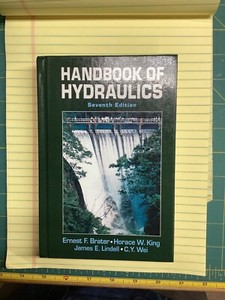 HANDBOOK OF
HYDRAULICS
Seventh Edition
Ernest F. Brater • Horace W. King
James E. Lindell • C.Y. Wei